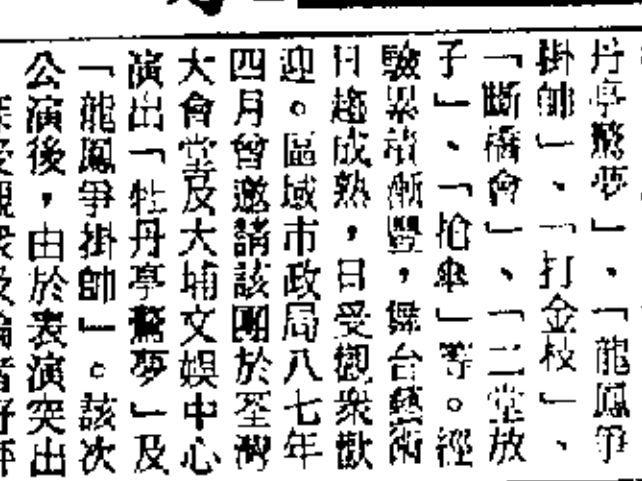 丹亭驚夢」、「龍鳳爭
掛帥」、「打金枝」、
「斷橋會」、「二堂放
子」、「拾傘」等。經
驗累積漸豐，舞台藝術
日趨成熟，日受觀衆歡
迎。區域市政局八七年
四月曾邀請該團於荃灣
大會堂及大埔文娛中心
演出「牡丹亭驚夢」及
「龍鳳爭掛帥」。該次
公演後，由於表演突出